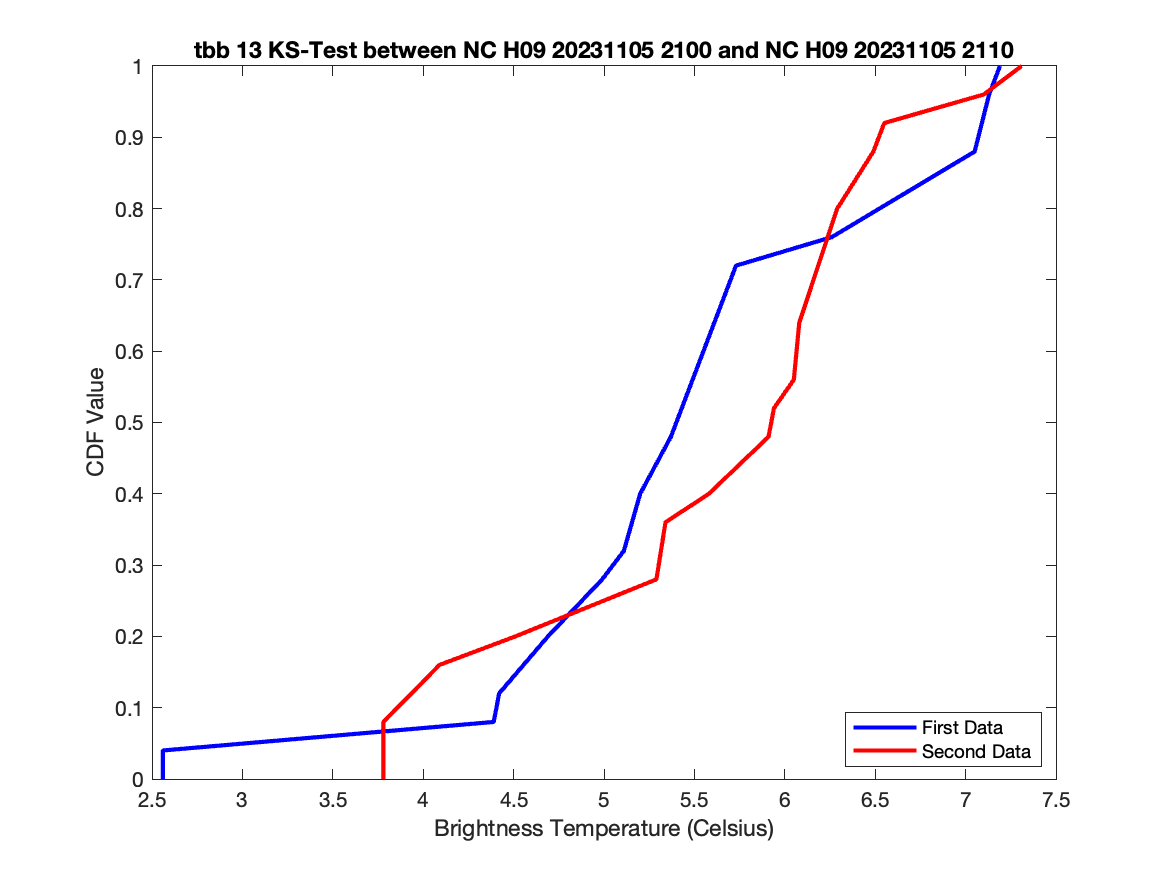 tbb 13 KS-Test between NC H09 20231105 2100 and NC H09 20231105 2110
1
0.9
0.8
0.7
0.6
0.5
0.4
0.3
0.2
0.1
0
CDF Value
First Data
Second Data
2.5 3 3.5 4 4.5 5 5.5 6 6.5 7 7.5
Brightness Temperature (Celsius)